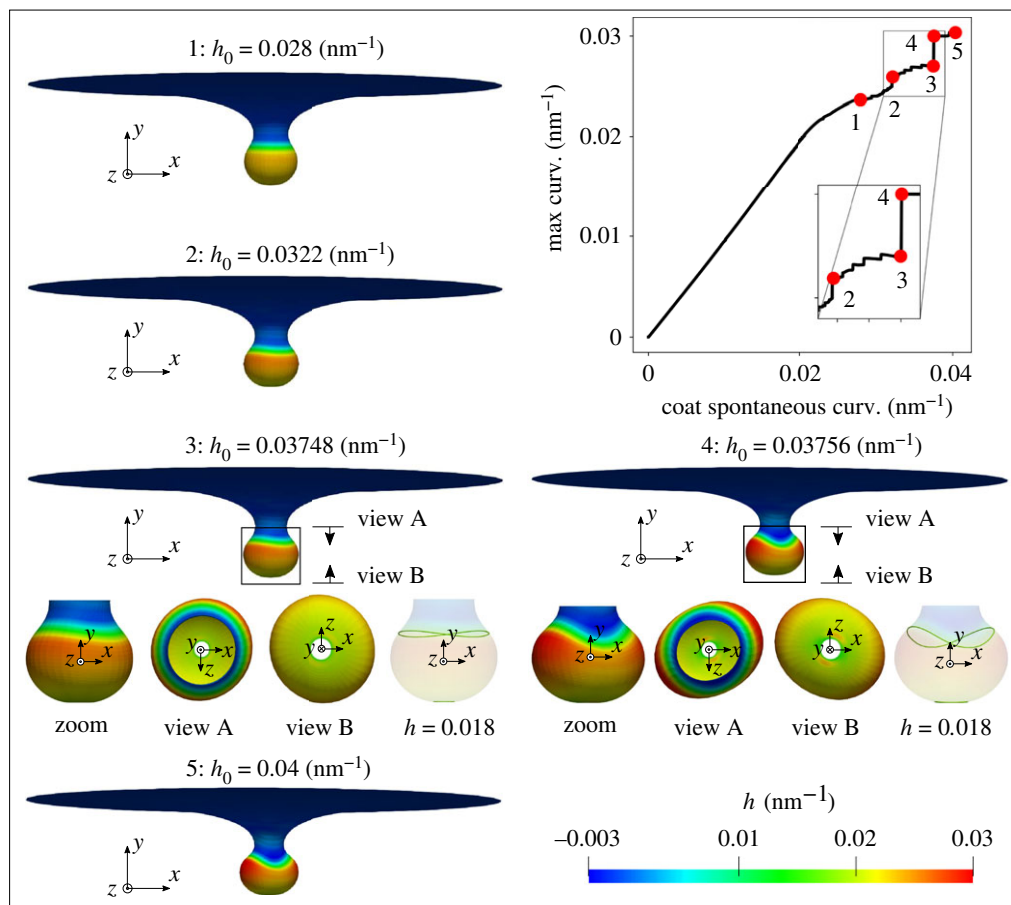 1: h₀ = 0.028 (nm⁻¹)
y
x
z
2: h₀ = 0.0322 (nm⁻¹)
y
x
z
max curv. (nm⁻¹)
0.03
0.02
0.01
0
0
0.02
0.04
coat spontaneous curv. (nm⁻¹)
1
2
3
4
5
4
2
3
3: h₀ = 0.03748 (nm⁻¹)
view A
view B
y
x
z
y
z
x
y
x
z
z
y
x
y
z
x
zoom
view A
view B
h = 0.018
4: h₀ = 0.03756 (nm⁻¹)
view A
view B
y
x
z
y
z
x
y
x
z
z
y
x
y
z
x
zoom
view A
view B
h = 0.018
5: h₀ = 0.04 (nm⁻¹)
y
x
z
h (nm⁻¹)
–0.003 0.01 0.02 0.03